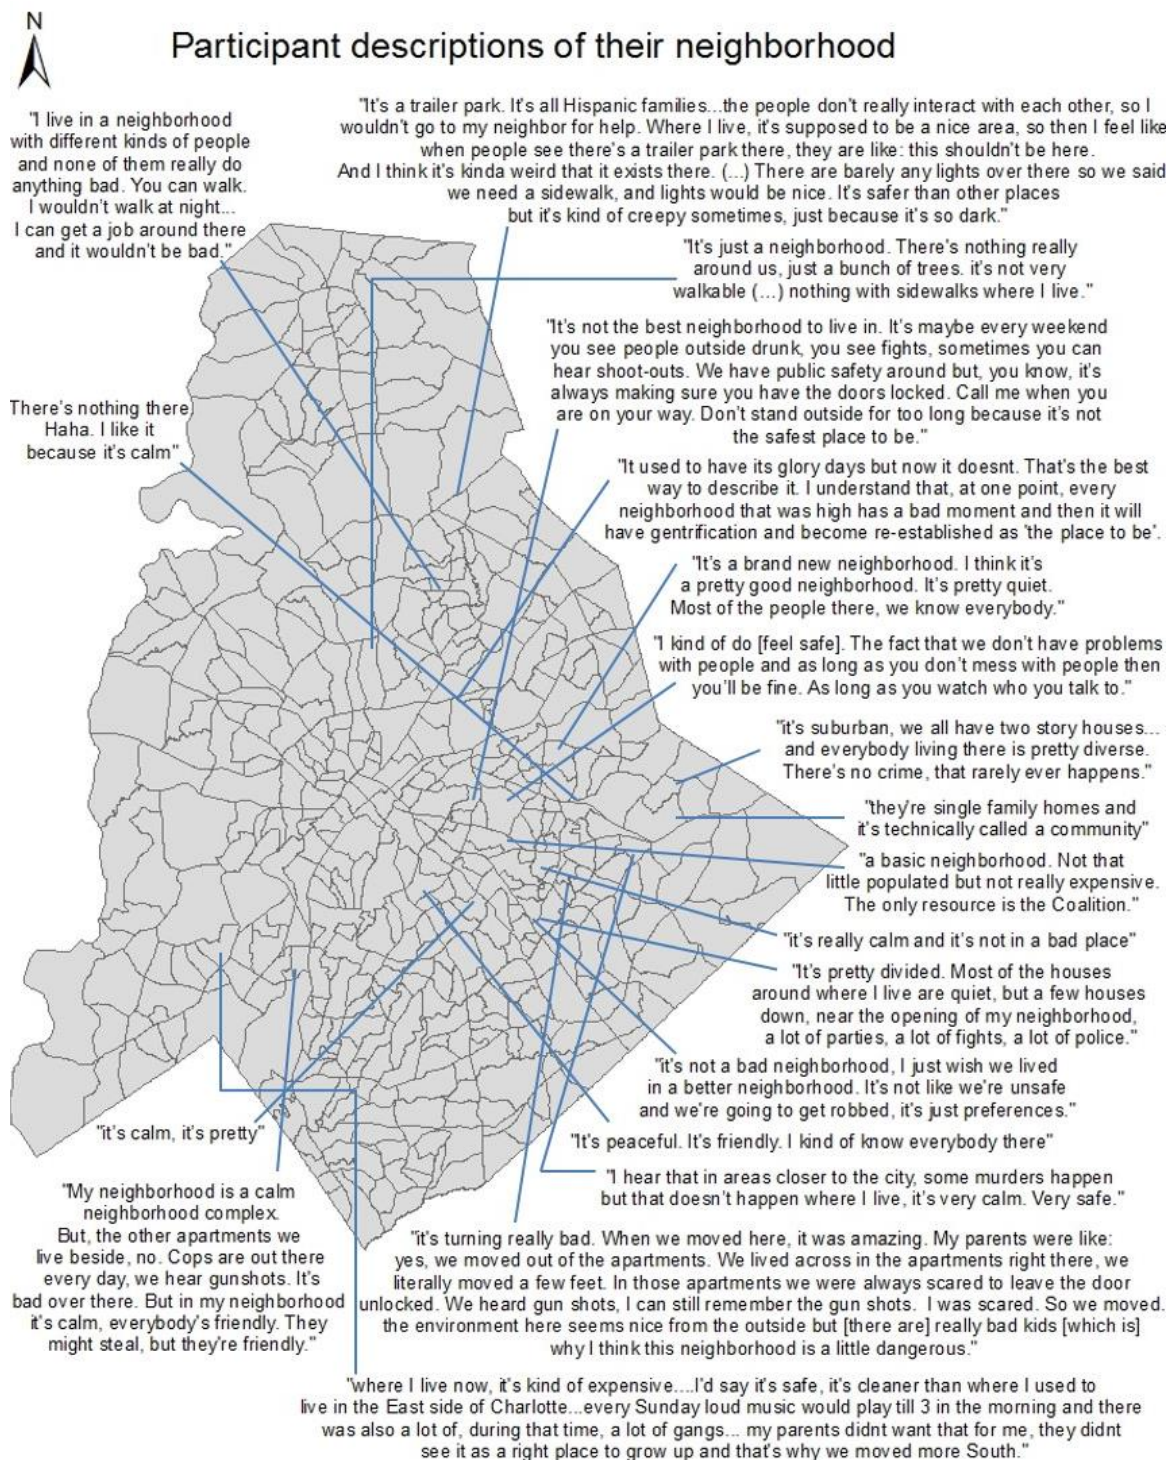 N
Participant descriptions of their neighborhood
"I live in a neighborhood
with different kinds of people
and none of them really do
anything bad. You can walk.
I wouldn't walk at night...
I can get a job around there
and it wouldn't be bad."
"It's a trailer park. It's all Hispanic families...the people don't really interact with each other, so I
wouldn't go to my neighbor for help. Where I live, it's supposed to be a nice area, so then I feel like
when people see there's a trailer park there, they are like: this shouldn't be here.
And I think it's kinda weird that it exists there. (...) There are barely any lights over there so we said
we need a sidewalk, and lights would be nice. It's safer than other places
but it's kind of creepy sometimes, just because it's so dark."
"It's just a neighborhood. There's nothing really
around us, just a bunch of trees. it's not very
walkable (...) nothing with sidewalks where I live."
"It's not the best neighborhood to live in. It's maybe every weekend
you see people outside drunk, you see fights, sometimes you can
hear shoot-outs. We have public safety around but, you know, it's
always making sure you have the doors locked. Call me when you
are on your way. Don't stand outside for too long because it's not
the safest place to be."
There's nothing there
Haha. I like it
because it's calm"
"It used to have its glory days but now it doesnt. That's the best
way to describe it. I understand that, at one point, every
neighborhood that was high has a bad moment and then it will
have gentrification and become re-established as 'the place to be'.
"It's a brand new neighborhood. I think it's
a pretty good neighborhood. It's pretty quiet.
Most of the people there, we know everybody."
"I kind of do [feel safe]. The fact that we don't have problems
with people and as long as you don't mess with people then
you'll be fine. As long as you watch who you talk to."
"it's suburban, we all have two story houses...
and everybody living there is pretty diverse.
There's no crime, that rarely ever happens."
"they're single family homes and
it's technically called a community"
"a basic neighborhood. Not that
little populated but not really expensive.
The only resource is the Coalition."
"it's really calm and it's not in a bad place"
"It's pretty divided. Most of the houses
around where I live are quiet, but a few houses
down, near the opening of my neighborhood,
a lot of parties, a lot of fights, a lot of police."
"it's not a bad neighborhood, I just wish we lived
in a better neighborhood. It's not like we're unsafe
and we're going to get robbed, it's just preferences."
"it's calm, it's pretty"
"It's peaceful. It's friendly. I kind of know everybody there"
"I hear that in areas closer to the city, some murders happen
but that doesn't happen where I live, it's very calm. Very safe."
"My neighborhood is a calm
neighborhood complex.
But, the other apartments we
live beside, no. Cops are out there
every day, we hear gunshots. It's
bad over there. But in my neighborhood
it's calm, everybody's friendly. They
might steal, but they're friendly."
"it's turning really bad. When we moved here, it was amazing. My parents were like:
yes, we moved out of the apartments. We lived across in the apartments right there, we
literally moved a few feet. In those apartments we were always scared to leave the door
unlocked. We heard gun shots, I can still remember the gun shots. I was scared. So we moved.
the environment here seems nice from the outside but [there are] really bad kids [which is]
why I think this neighborhood is a little dangerous."
"where I live now, it's kind of expensive....I'd say it's safe, it's cleaner than where I used to
live in the East side of Charlotte...every Sunday loud music would play till 3 in the morning and there
was also a lot of, during that time, a lot of gangs... my parents didnt want that for me, they didnt
see it as a right place to grow up and that's why we moved more South."